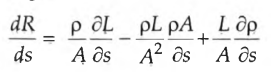 dR/ds = ρ/A ∂L/∂s − ρL/A² ρA/∂s + L/A ∂ρ/∂s